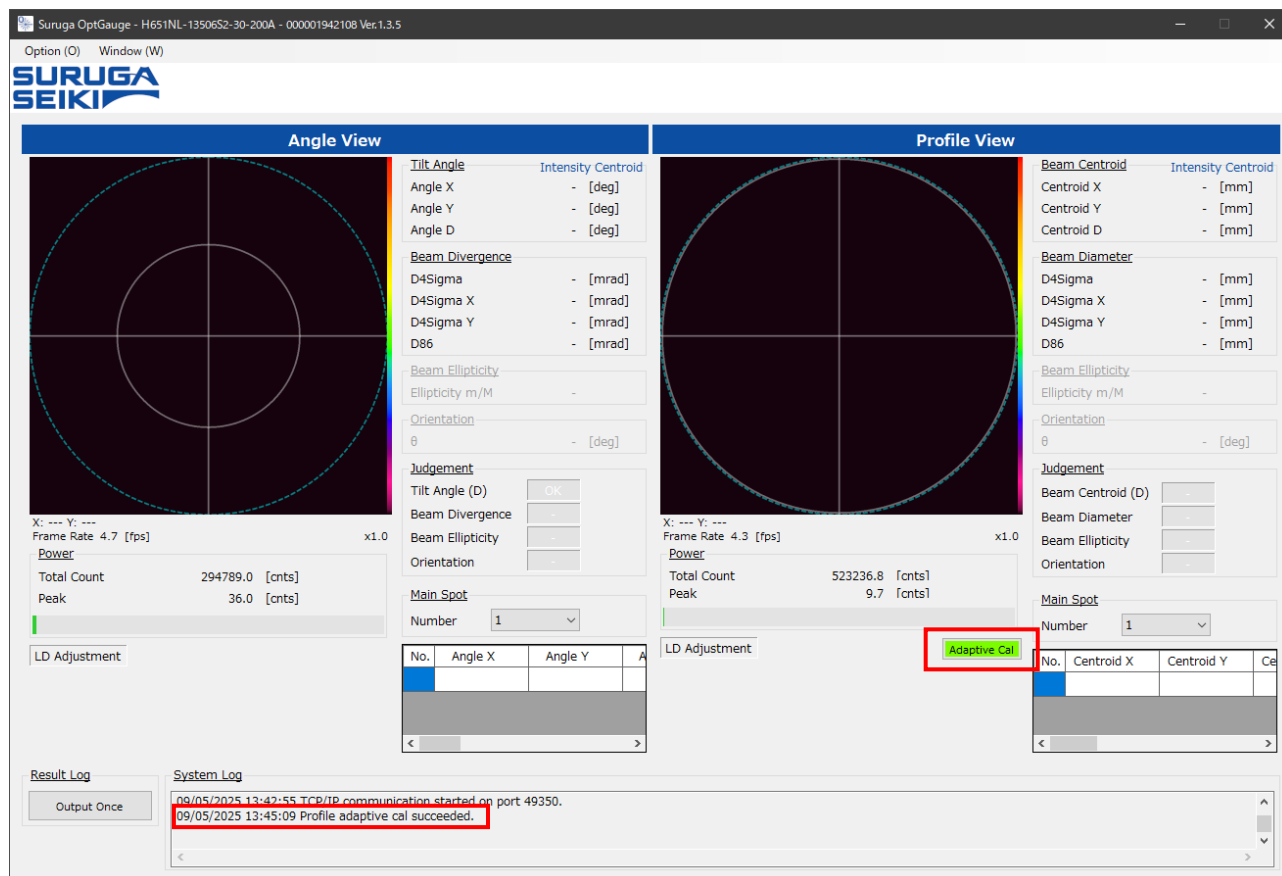 Suruga OptGauge - H651NL-13506S2-30-200A - 000001942108 Ver.1.3.5
Option (O) Window (W)
SURUGA
SEIKI
Angle View
Tilt Angle Intensity Centroid
Angle X - [deg]
Angle Y - [deg]
Angle D - [deg]
Beam Divergence
D4Sigma - [mrad]
D4Sigma X - [mrad]
D4Sigma Y - [mrad]
D86 - [mrad]
Beam Ellipticity
Ellipticity m/M -
Orientation
θ - [deg]
Judgement
Tilt Angle (D) OK
Beam Divergence -
Beam Ellipticity -
Orientation -
X: --- Y: ---
Frame Rate 4.7 [fps] x1.0
Power
Total Count 294789.0 [cnts]
Peak 36.0 [cnts]
LD Adjustment
Main Spot
Number 1
No. Angle X Angle Y A
Profile View
Beam Centroid Intensity Centroid
Centroid X - [mm]
Centroid Y - [mm]
Centroid D - [mm]
Beam Diameter
D4Sigma - [mm]
D4Sigma X - [mm]
D4Sigma Y - [mm]
D86 - [mm]
Beam Ellipticity
Ellipticity m/M -
Orientation
θ - [deg]
Judgement
Beam Centroid (D) -
Beam Diameter -
Beam Ellipticity -
Orientation -
X: --- Y: ---
Frame Rate 4.3 [fps] x1.0
Power
Total Count 523236.8 [cnts]
Peak 9.7 [cnts]
LD Adjustment
Adaptive Cal
Main Spot
Number 1
No. Centroid X Centroid Y Ce
Result Log
Output Once
System Log
09/05/2025 13:42:55 TCP/IP communication started on port 49350.
09/05/2025 13:45:09 Profile adaptive cal succeeded.